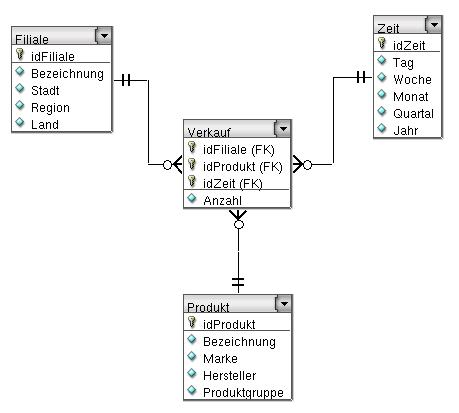 Filiale
idFiliale
Bezeichnung
Stadt
Region
Land
Zeit
idZeit
Tag
Woche
Monat
Quartal
Jahr
Verkauf
idFiliale (FK)
idProdukt (FK)
idZeit (FK)
Anzahl
Produkt
idProdukt
Bezeichnung
Marke
Hersteller
Produktgruppe